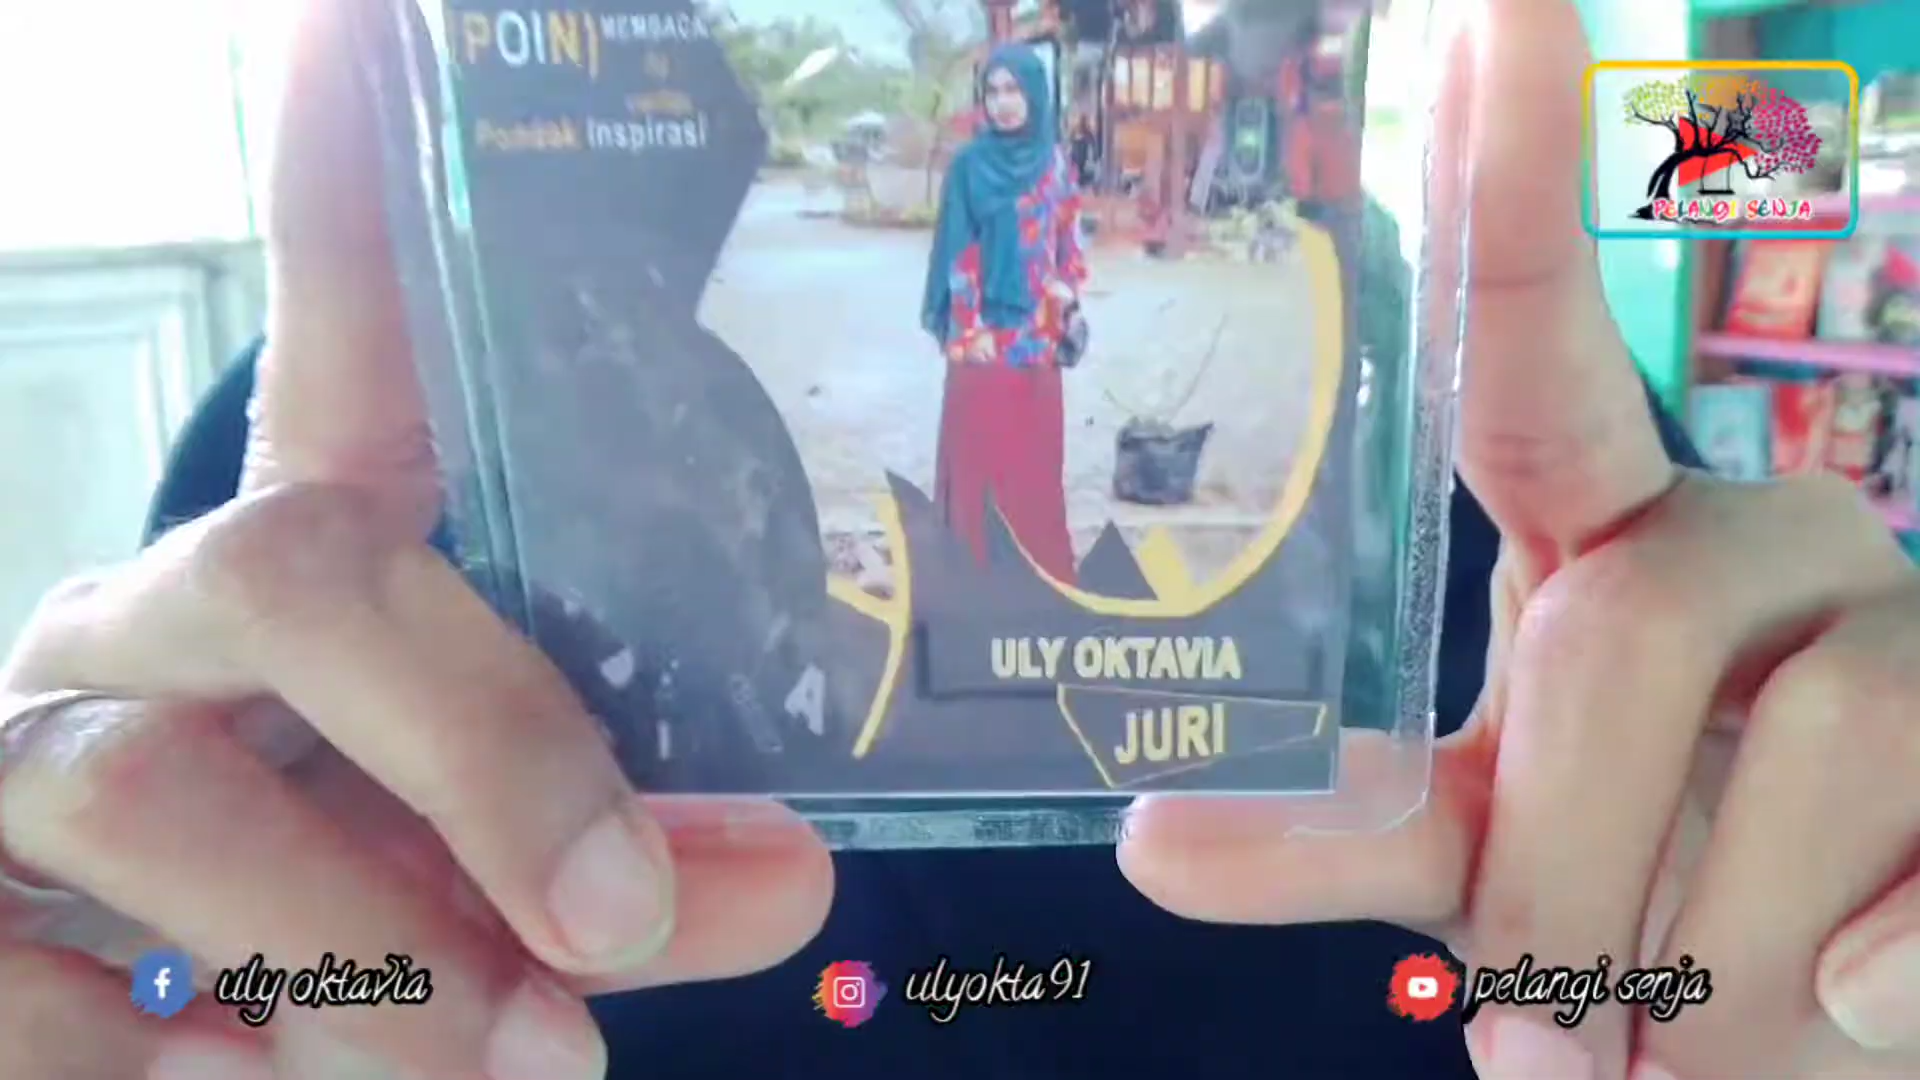 (POIN) MEMBACA
Pondok Inspirasi
PELANGI SENJA
ULY OKTAVIA
JURI
uly oktavia
ulyokta91
pelangi senja